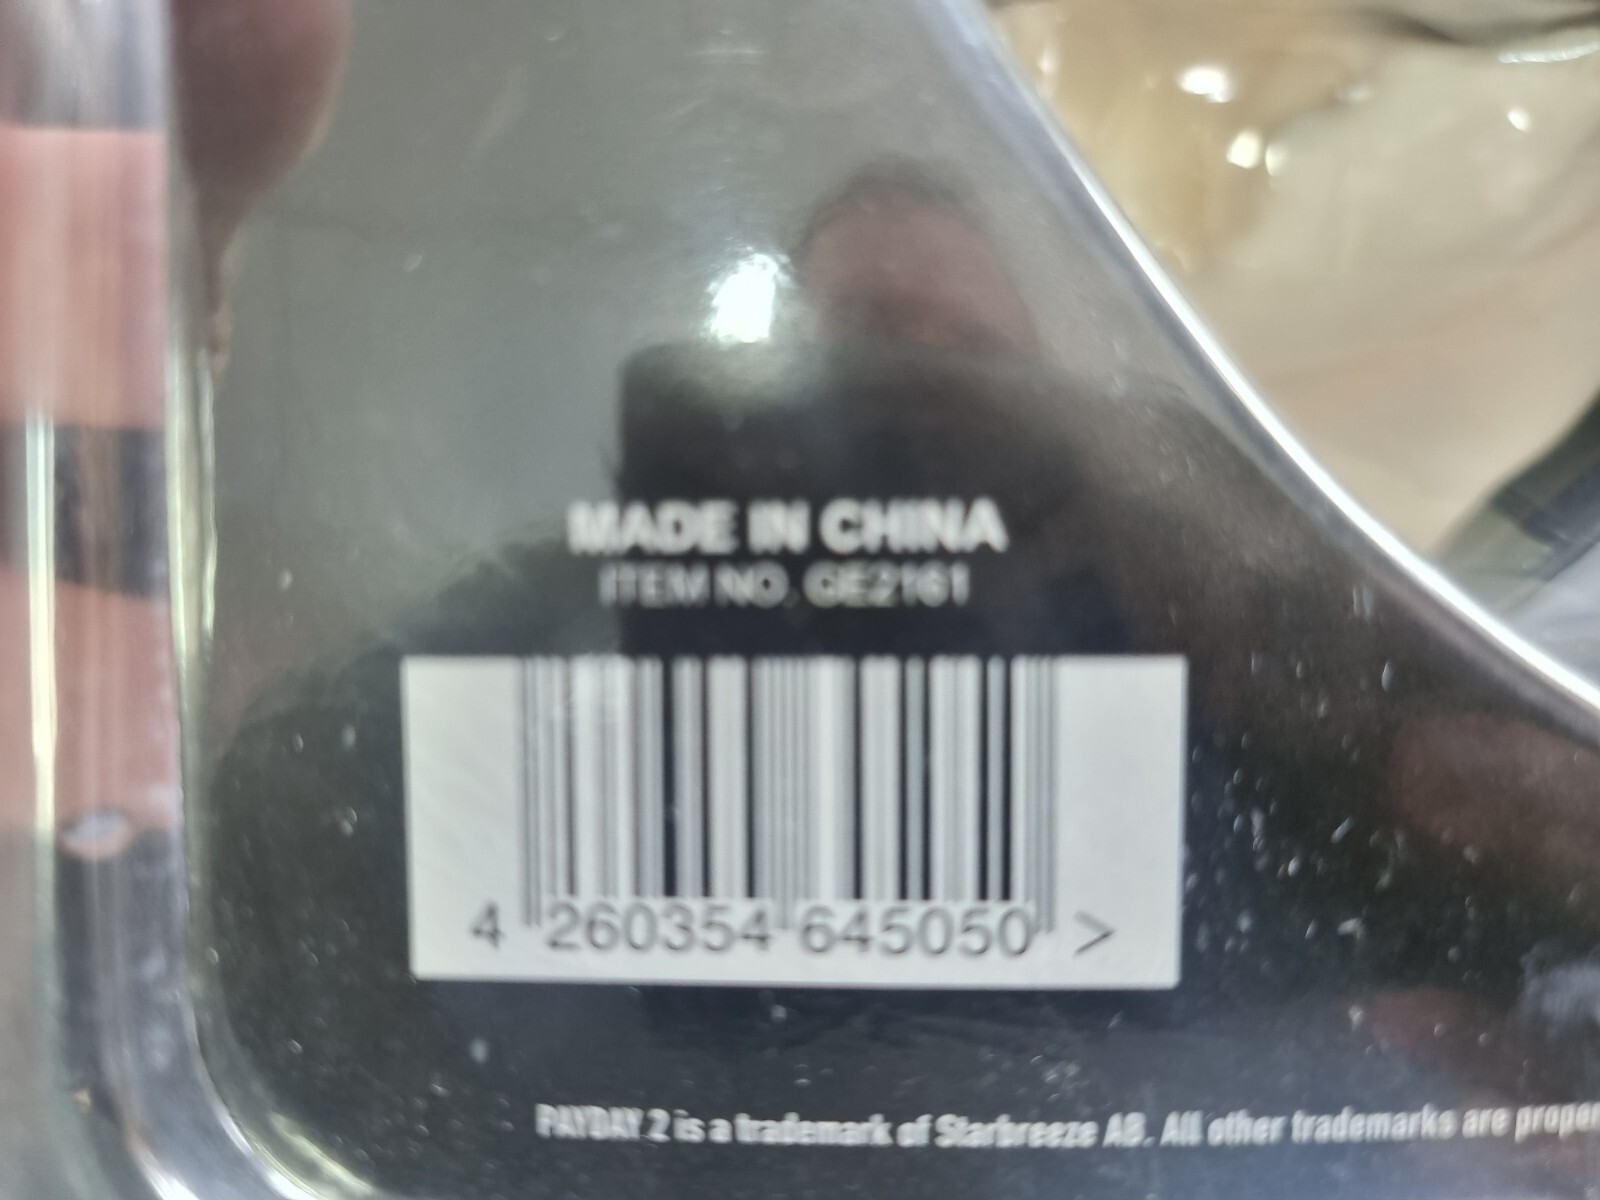 MADE IN CHINA
ITEM NO. GE2161
4 260354 645050 >
PAYDAY 2 is a trademark of Starbreeze AB. All other trademarks are proper